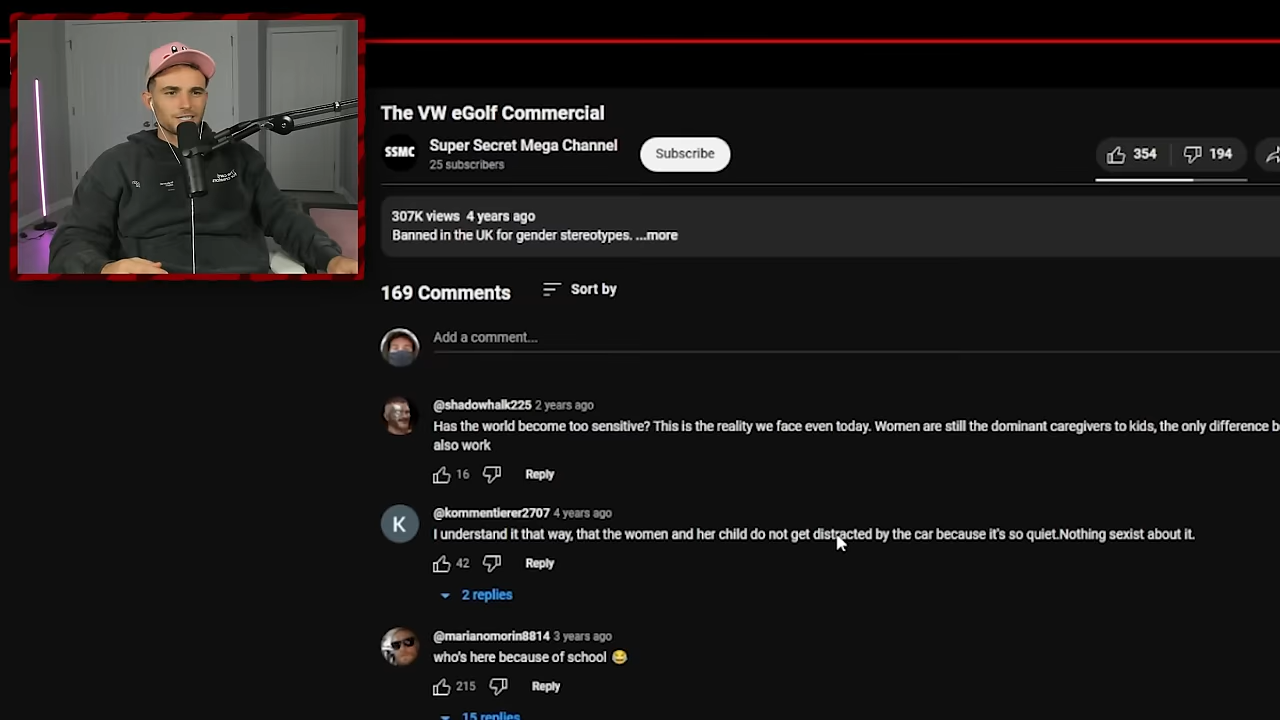 The VW eGolf Commercial
SSMC
Super Secret Mega Channel
25 subscribers
Subscribe
354
194
307K views 4 years ago
Banned in the UK for gender stereotypes. ...more
169 Comments
Sort by
Add a comment...
@shadowhalk225 2 years ago
Has the world become too sensitive? This is the reality we face even today. Women are still the dominant caregivers to kids, the only difference
also work
16
Reply
K
@kommentierer2707 4 years ago
I understand it that way, that the women and her child do not get distracted by the car because it's so quiet.Nothing sexist about it.
42
Reply
2 replies
@marianomorin8814 3 years ago
who's here because of school 😂
215
Reply
15 replies